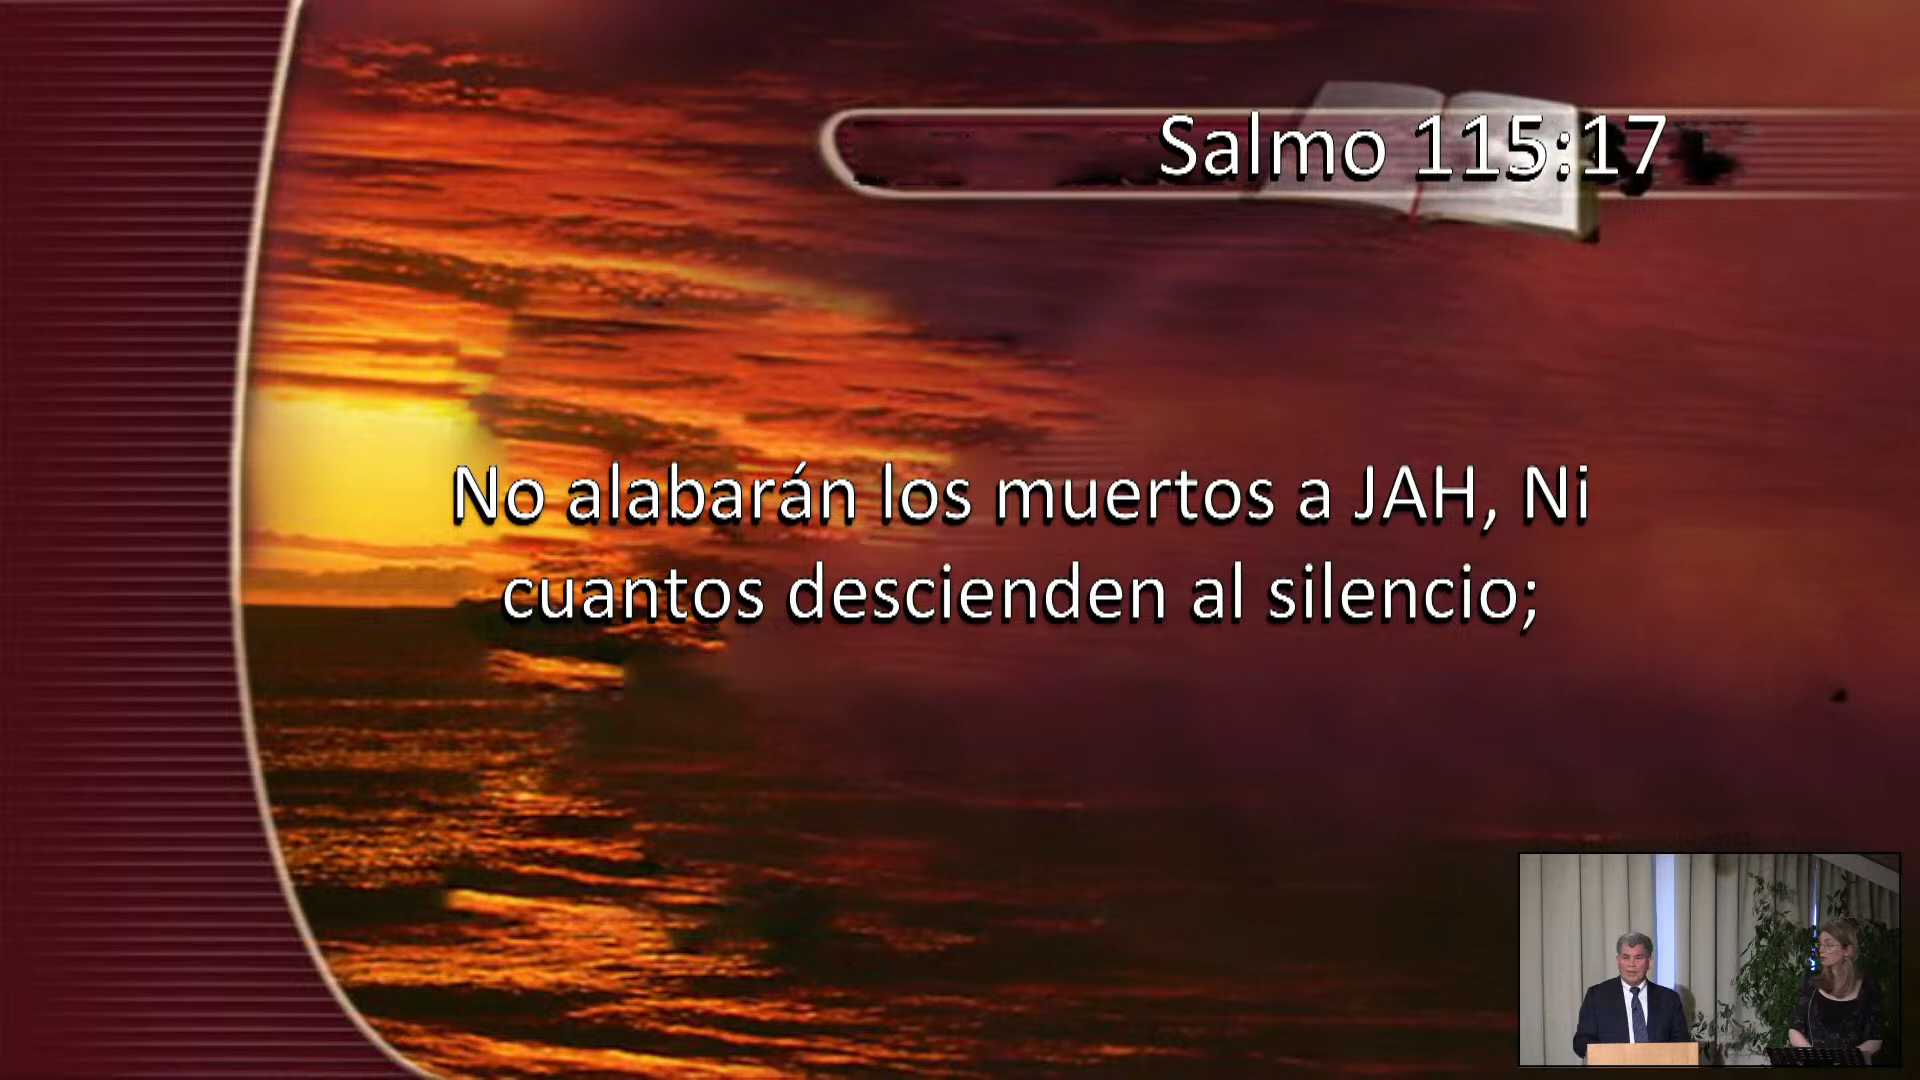 Salmo 115:17
No alabarán los muertos a JAH, Ni
cuantos descienden al silencio;